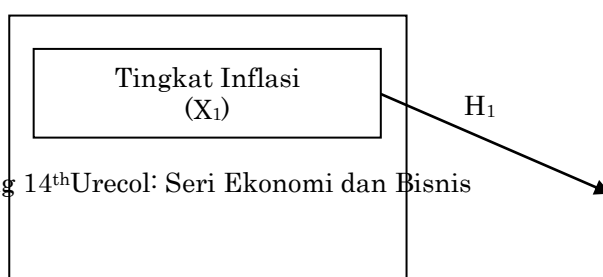 Tingkat Inflasi
(X₁)
H₁
g 14ᵗʰUrecol: Seri Ekonomi dan Bisnis